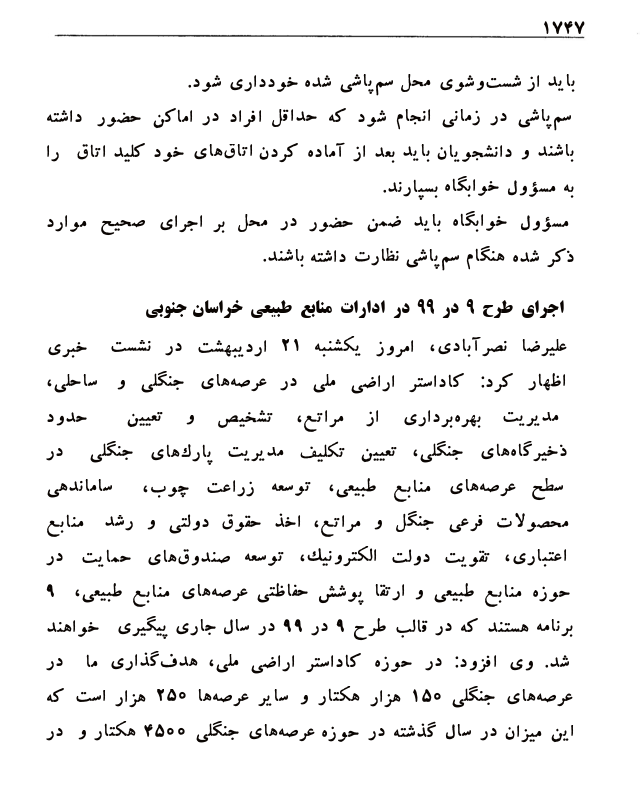 ۱۷۴۷
باید از شست‌وشوی محل سم‌پاشی شده خودداری شود.
سم‌پاشی در زمانی انجام شود که حداقل افراد در اماکن حضور داشته
باشند و دانشجویان باید بعد از آماده کردن اتاق‌های خود کلید اتاق را
به مسؤول خوابگاه بسپارند.
مسؤول خوابگاه باید ضمن حضور در محل بر اجرای صحیح موارد
ذکر شده هنگام سم‌پاشی نظارت داشته باشند.
اجرای طرح ۹ در ۹۹ در ادارات منابع طبیعی خراسان جنوبی
علیرضا نصرآبادی، امروز یکشنبه ۲۱ اردیبهشت در نشست خبری
اظهار کرد: کاداستر اراضی ملی در عرصه‌های جنگلی و ساحلی،
مدیریت بهره‌برداری از مراتع، تشخیص و تعیین حدود
ذخیرگاه‌های جنگلی، تعیین تکلیف مدیریت پارک‌های جنگلی در
سطح عرصه‌های منابع طبیعی، توسعه زراعت چوب، ساماندهی
محصولات فرعی جنگل و مراتع، اخذ حقوق دولتی و رشد منابع
اعتباری، تقویت دولت الکترونیک، توسعه صندوق‌های حمایت در
حوزه منابع طبیعی و ارتقا پوشش حفاظتی عرصه‌های منابع طبیعی، ۹
برنامه هستند که در قالب طرح ۹ در ۹۹ در سال جاری پیگیری خواهند
شد. وی افزود: در حوزه کاداستر اراضی ملی، هدف‌گذاری ما در
عرصه‌های جنگلی ۱۵۰ هزار هکتار و سایر عرصه‌ها ۲۵۰ هزار است که
این میزان در سال گذشته در حوزه عرصه‌های جنگلی ۴۵۰۰ هکتار و در